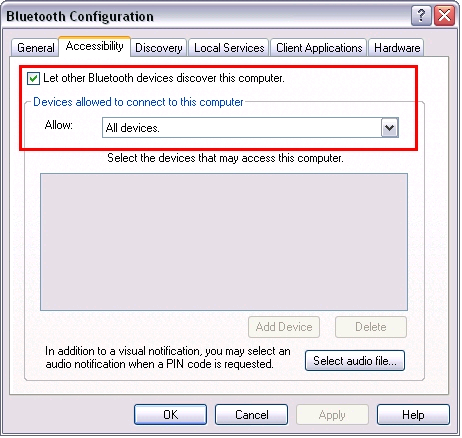 Bluetooth Configuration
General Accessibility Discovery Local Services Client Applications Hardware
Let other Bluetooth devices discover this computer.
Devices allowed to connect to this computer
Allow: All devices.
Select the devices that may access this computer.
Add Device Delete
In addition to a visual notification, you may select an
audio notification when a PIN code is requested.
Select audio file...
OK Cancel Apply Help